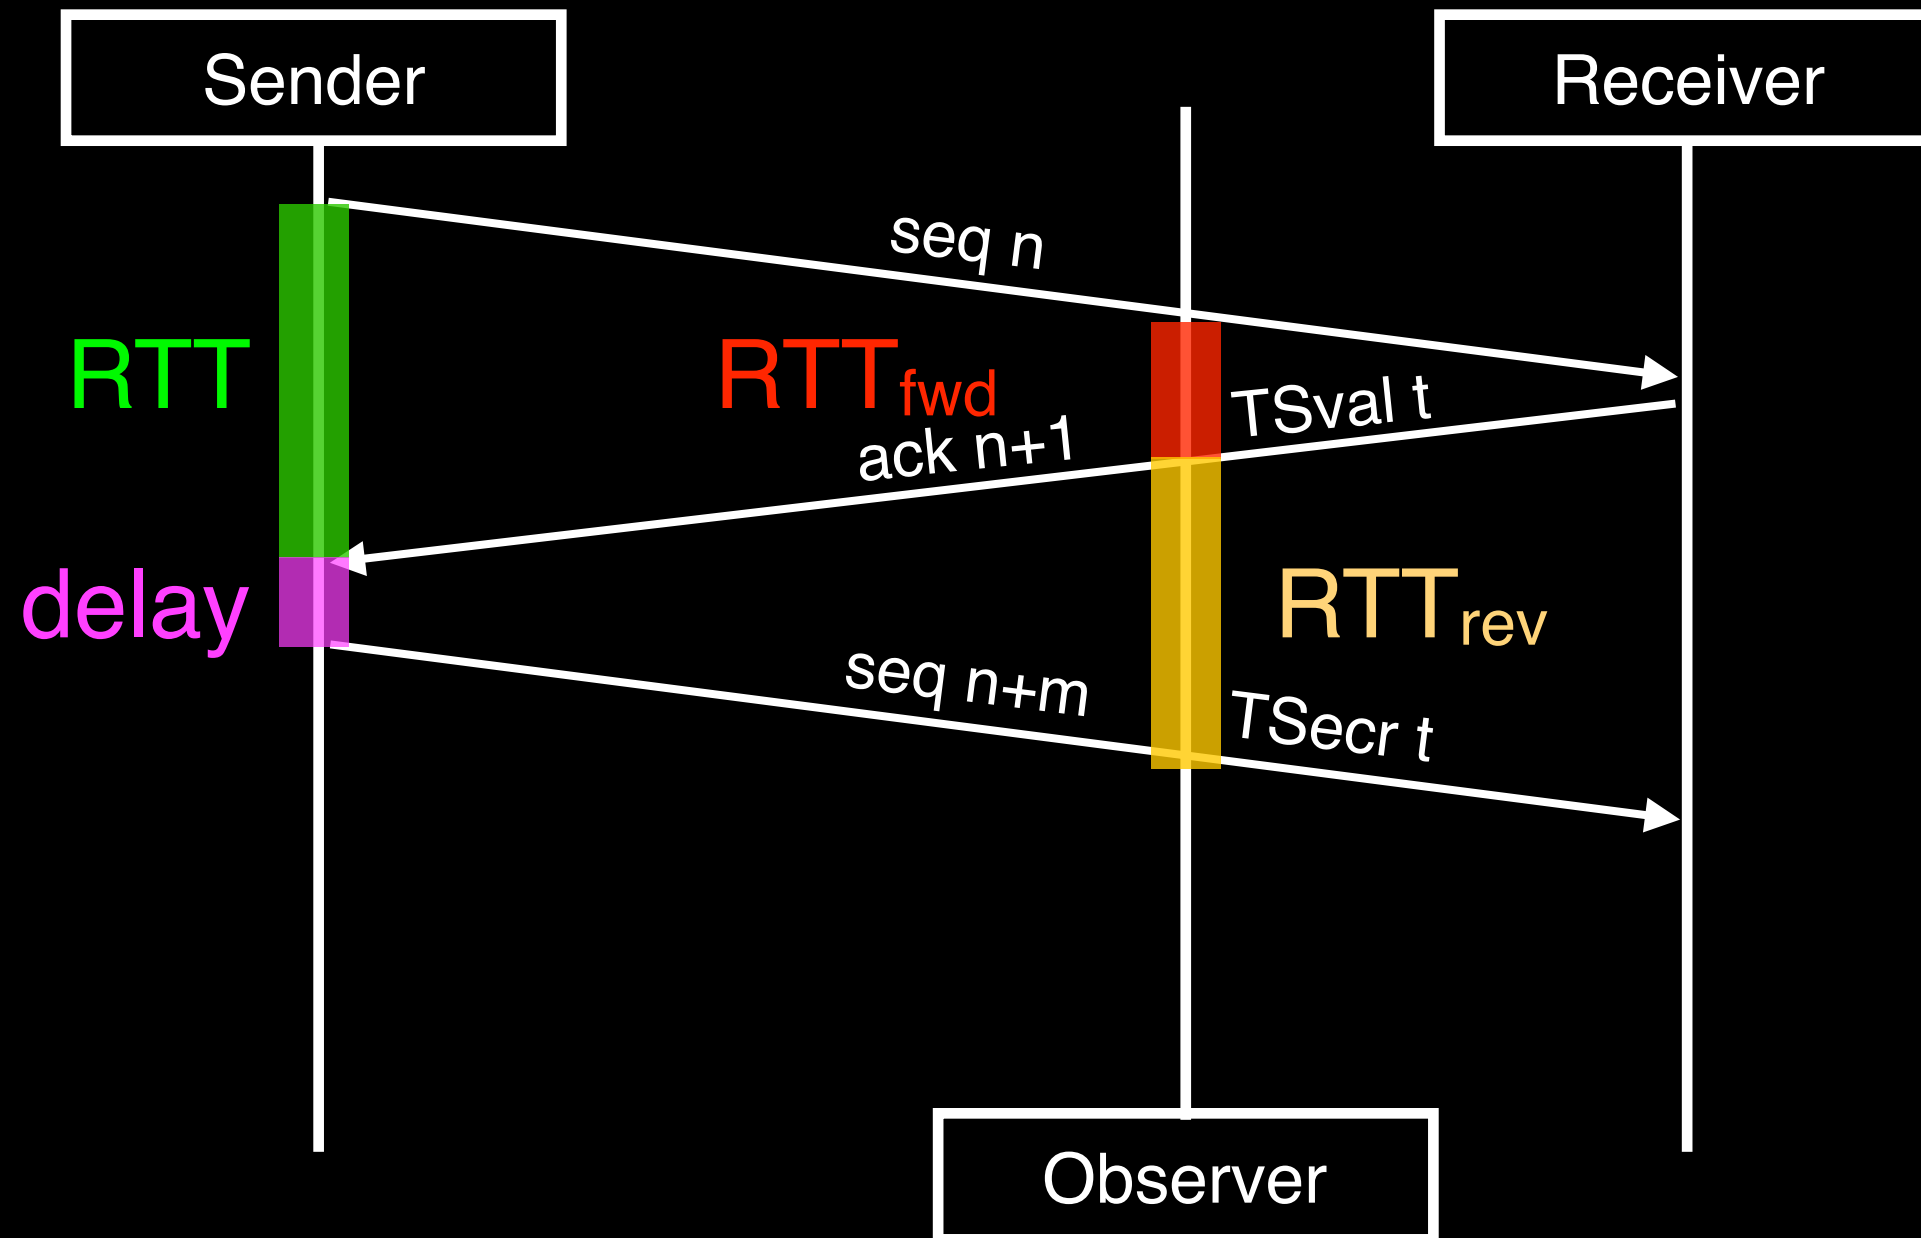 Sender
Receiver
seq n
RTT
RTTfwd
TSval t
ack n+1
delay
RTTrev
seq n+m
TSecr t
Observer